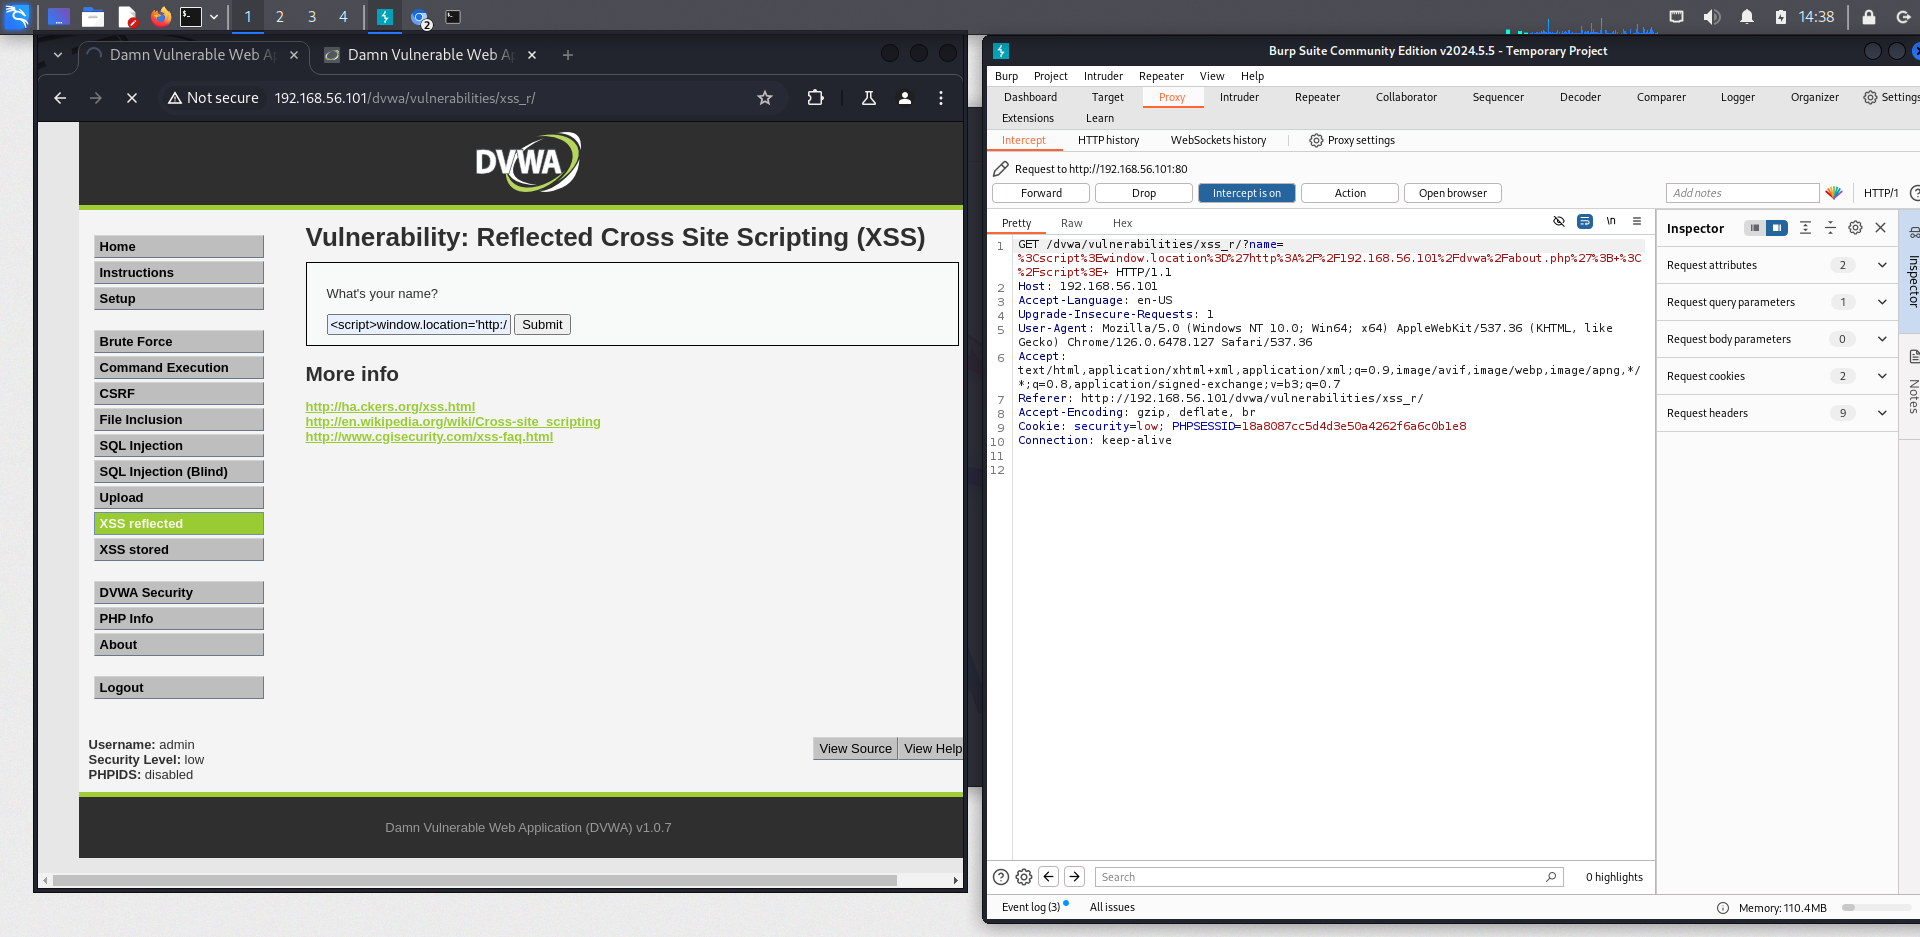 1
2
3
4
2
14:38
Damn Vulnerable Web Ap
Damn Vulnerable Web Ap
Not secure
192.168.56.101/dvwa/vulnerabilities/xss_r/
DVWA
Home
Instructions
Setup
Brute Force
Command Execution
CSRF
File Inclusion
SQL Injection
SQL Injection (Blind)
Upload
XSS reflected
XSS stored
DVWA Security
PHP Info
About
Logout
Vulnerability: Reflected Cross Site Scripting (XSS)
What's your name?
<script>window.location='http:/
Submit
More info
http://ha.ckers.org/xss.html
http://en.wikipedia.org/wiki/Cross-site_scripting
http://www.cgisecurity.com/xss-faq.html
Username: admin
Security Level: low
PHPIDS: disabled
View Source
View Help
Damn Vulnerable Web Application (DVWA) v1.0.7
Burp Suite Community Edition v2024.5.5 - Temporary Project
Burp Project Intruder Repeater View Help
Dashboard Target Proxy Intruder Repeater Collaborator Sequencer Decoder Comparer Logger Organizer Settings
Extensions Learn
Intercept HTTP history WebSockets history Proxy settings
Request to http://192.168.56.101:80
Forward Drop Intercept is on Action Open browser Add notes HTTP/1
Pretty Raw Hex \n
1 GET /dvwa/vulnerabilities/xss_r/?name=
%3Cscript%3Ewindow.location%3D%27http%3A%2F%2F192.168.56.101%2Fdvwa%2Fabout.php%27%3B+%3C
%2Fscript%3E+ HTTP/1.1
2 Host: 192.168.56.101
3 Accept-Language: en-US
4 Upgrade-Insecure-Requests: 1
5 User-Agent: Mozilla/5.0 (Windows NT 10.0; Win64; x64) AppleWebKit/537.36 (KHTML, like
Gecko) Chrome/126.0.6478.127 Safari/537.36
6 Accept:
text/html,application/xhtml+xml,application/xml;q=0.9,image/avif,image/webp,image/apng,*/
*;q=0.8,application/signed-exchange;v=b3;q=0.7
7 Referer: http://192.168.56.101/dvwa/vulnerabilities/xss_r/
8 Accept-Encoding: gzip, deflate, br
9 Cookie: security=low; PHPSESSID=18a8087cc5d4d3e50a4262f6a6c0b1e8
10 Connection: keep-alive
11
12
Inspector
Request attributes 2
Request query parameters 1
Request body parameters 0
Request cookies 2
Request headers 9
Inspector
Notes
Search
0 highlights
Event log (3) All issues
Memory: 110.4MB